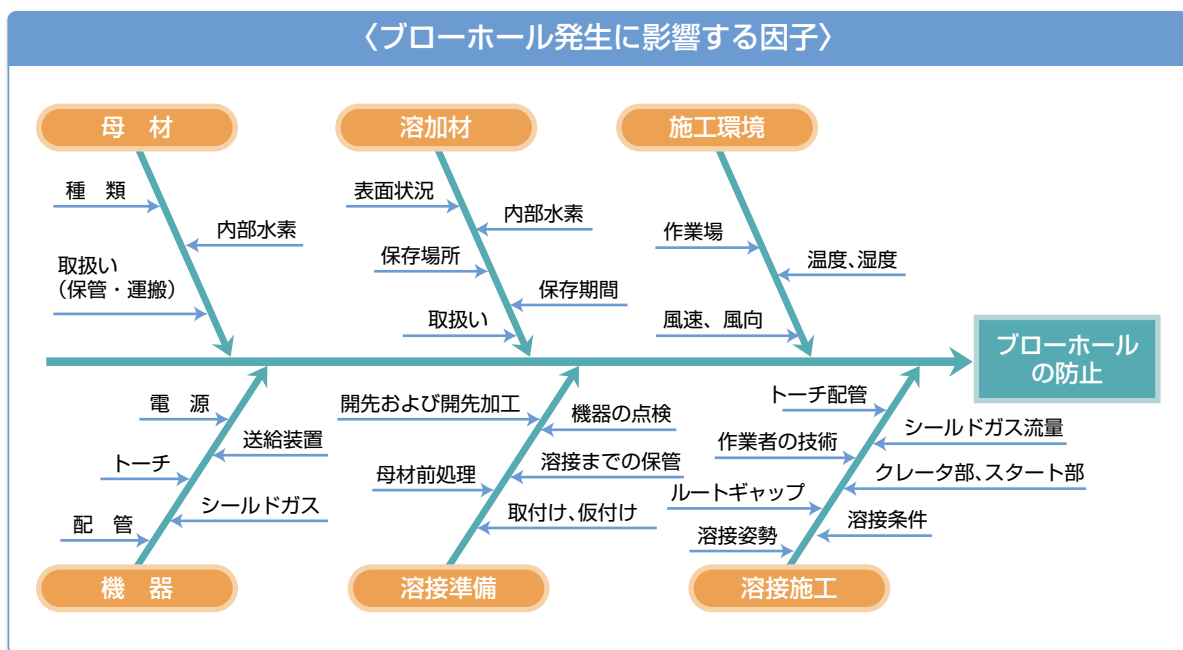 〈ブローホール発生に影響する因子〉
母　材
溶加材
施工環境
種　類
内部水素
取扱い
（保管・運搬）
表面状況
内部水素
保存場所
保存期間
取扱い
作業場
温度、湿度
風速、風向
ブローホール
の防止
電　源
送給装置
トーチ
シールドガス
配　管
開先および開先加工
機器の点検
溶接までの保管
母材前処理
取付け、仮付け
トーチ配管
シールドガス流量
作業者の技術
クレータ部、スタート部
ルートギャップ
溶接条件
溶接姿勢
機　器
溶接準備
溶接施工